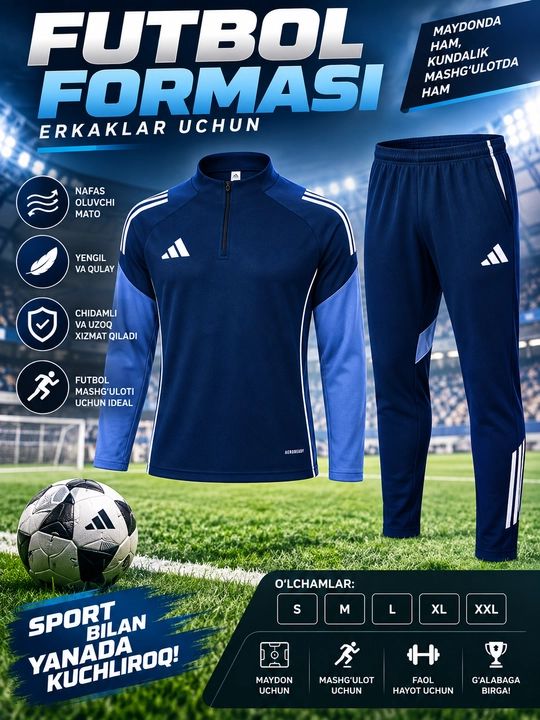 FUTBOL
FORMASI
ERKAKLAR UCHUN
MAYDONDA
HAM,
KUNDALIK
MASHG‘ULOTDA
HAM
NAFAS
OLUVCHI
MATO
YENGIL
VA QULAY
CHIDAMLI
VA UZOQ
XIZMAT QILADI
FUTBOL
MASHG‘ULOTI
UCHUN IDEAL
AEROREADY
SPORT
BILAN
YANADA
KUCHLIROQ!
O‘LCHAMLAR:
S M L XL XXL
MAYDON
UCHUN
MASHG‘ULOT
UCHUN
FAOL
HAYOT UCHUN
G‘ALABAGA
BIRGA!